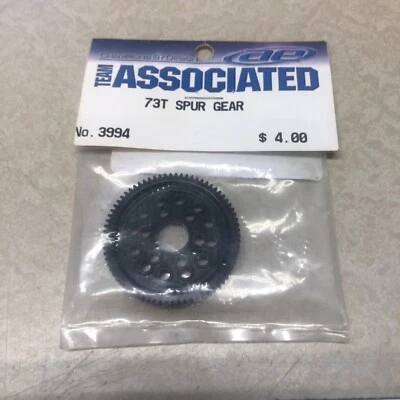 TEAM ASSOCIATED
73T SPUR GEAR
No. 3994 $ 4.00